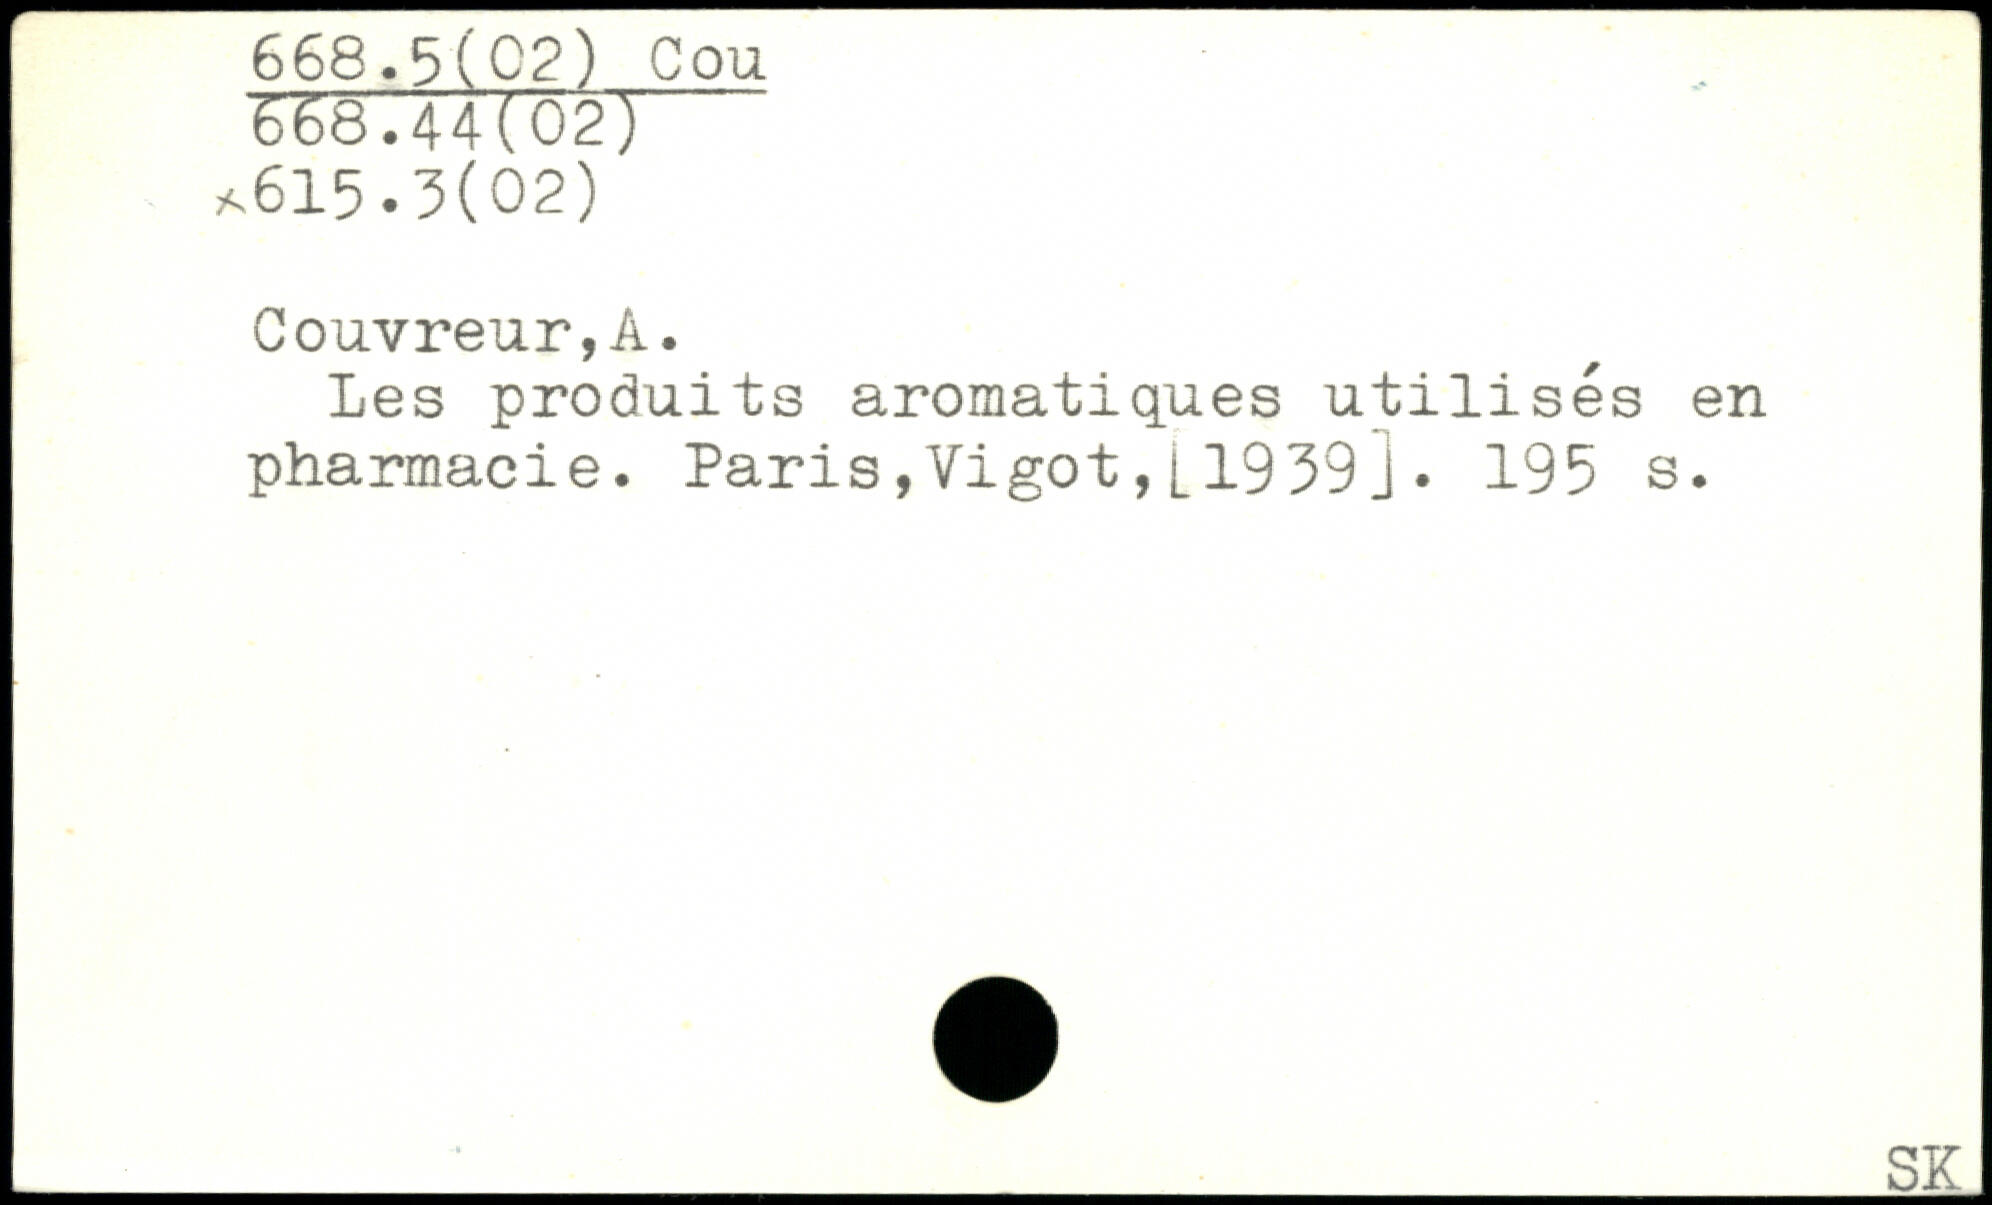 668.5(02) Cou
668.44(02)
×615.3(02)
Couvreur,A.
Les produits aromatiques utilisés en
pharmacie. Paris,Vigot,[1939]. 195 s.
SK